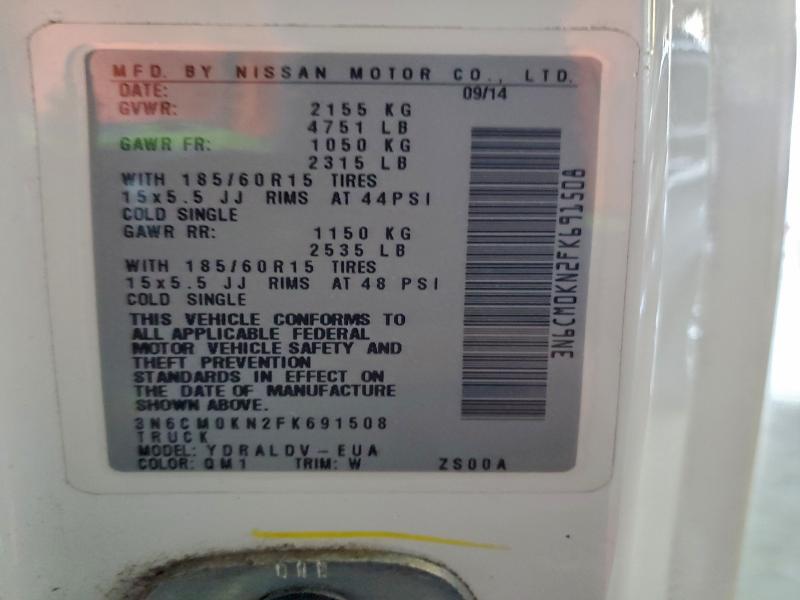 MFD. BY NISSAN MOTOR CO., LTD.
DATE: 09/14
GVWR: 2155 KG
4751 LB
GAWR FR: 1050 KG
2315 LB
WITH 185/60R15 TIRES
15x5.5 JJ RIMS AT 44PSI
COLD SINGLE
GAWR RR: 1150 KG
2535 LB
WITH 185/60R15 TIRES
15x5.5 JJ RIMS AT 48 PSI
COLD SINGLE
THIS VEHICLE CONFORMS TO
ALL APPLICABLE FEDERAL
MOTOR VEHICLE SAFETY AND
THEFT PREVENTION
STANDARDS IN EFFECT ON
THE DATE OF MANUFACTURE
SHOWN ABOVE.
3N6CM0KN2FK691508
TRUCK
MODEL: YDRALDV-EUA
COLOR: QM1 TRIM: W ZS00A
3N6CM0KN2FK691508